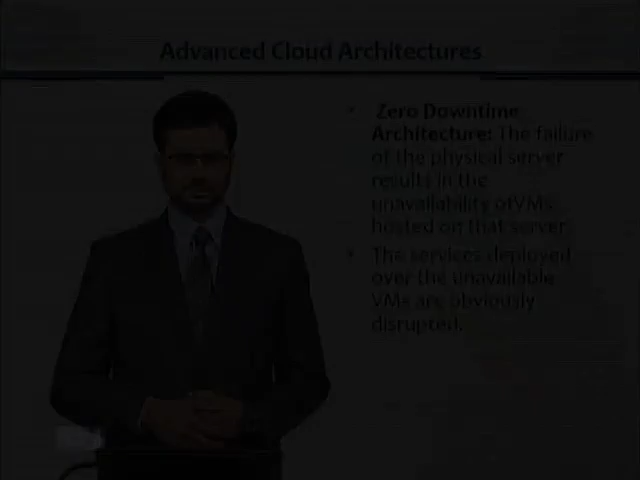 Advanced Cloud Architectures
• Zero Downtime
Architecture: The failure
of the physical server
results in the
unavailability of VMs
hosted on that server.
• The services deployed
over the unavailable
VMs are obviously
disrupted.